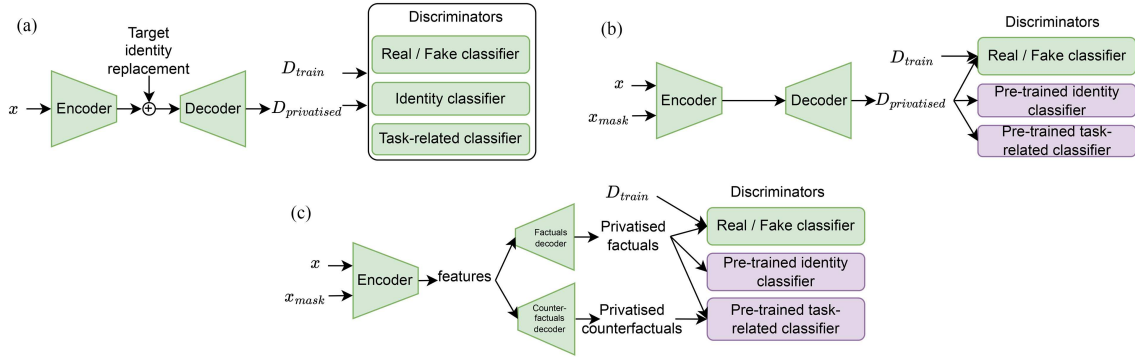 (a)
Target
identity
replacement
x
Encoder
+
Decoder
D_train
D_privatised
Discriminators
Real / Fake classifier
Identity classifier
Task-related classifier
(b)
x
x_mask
Encoder
Decoder
D_train
D_privatised
Discriminators
Real / Fake classifier
Pre-trained identity
classifier
Pre-trained task-
related classifier
(c)
x
x_mask
Encoder
features
Factuals
decoder
Counter-
factuals
decoder
D_train
Privatised
factuals
Privatised
counterfactuals
Discriminators
Real / Fake classifier
Pre-trained identity
classifier
Pre-trained task-
related classifier